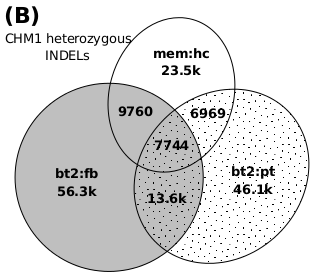 (B)
CHM1 heterozygous
INDELs
mem:hc
23.5k
9760
6969
7744
bt2:fb
56.3k
bt2:pt
46.1k
13.6k